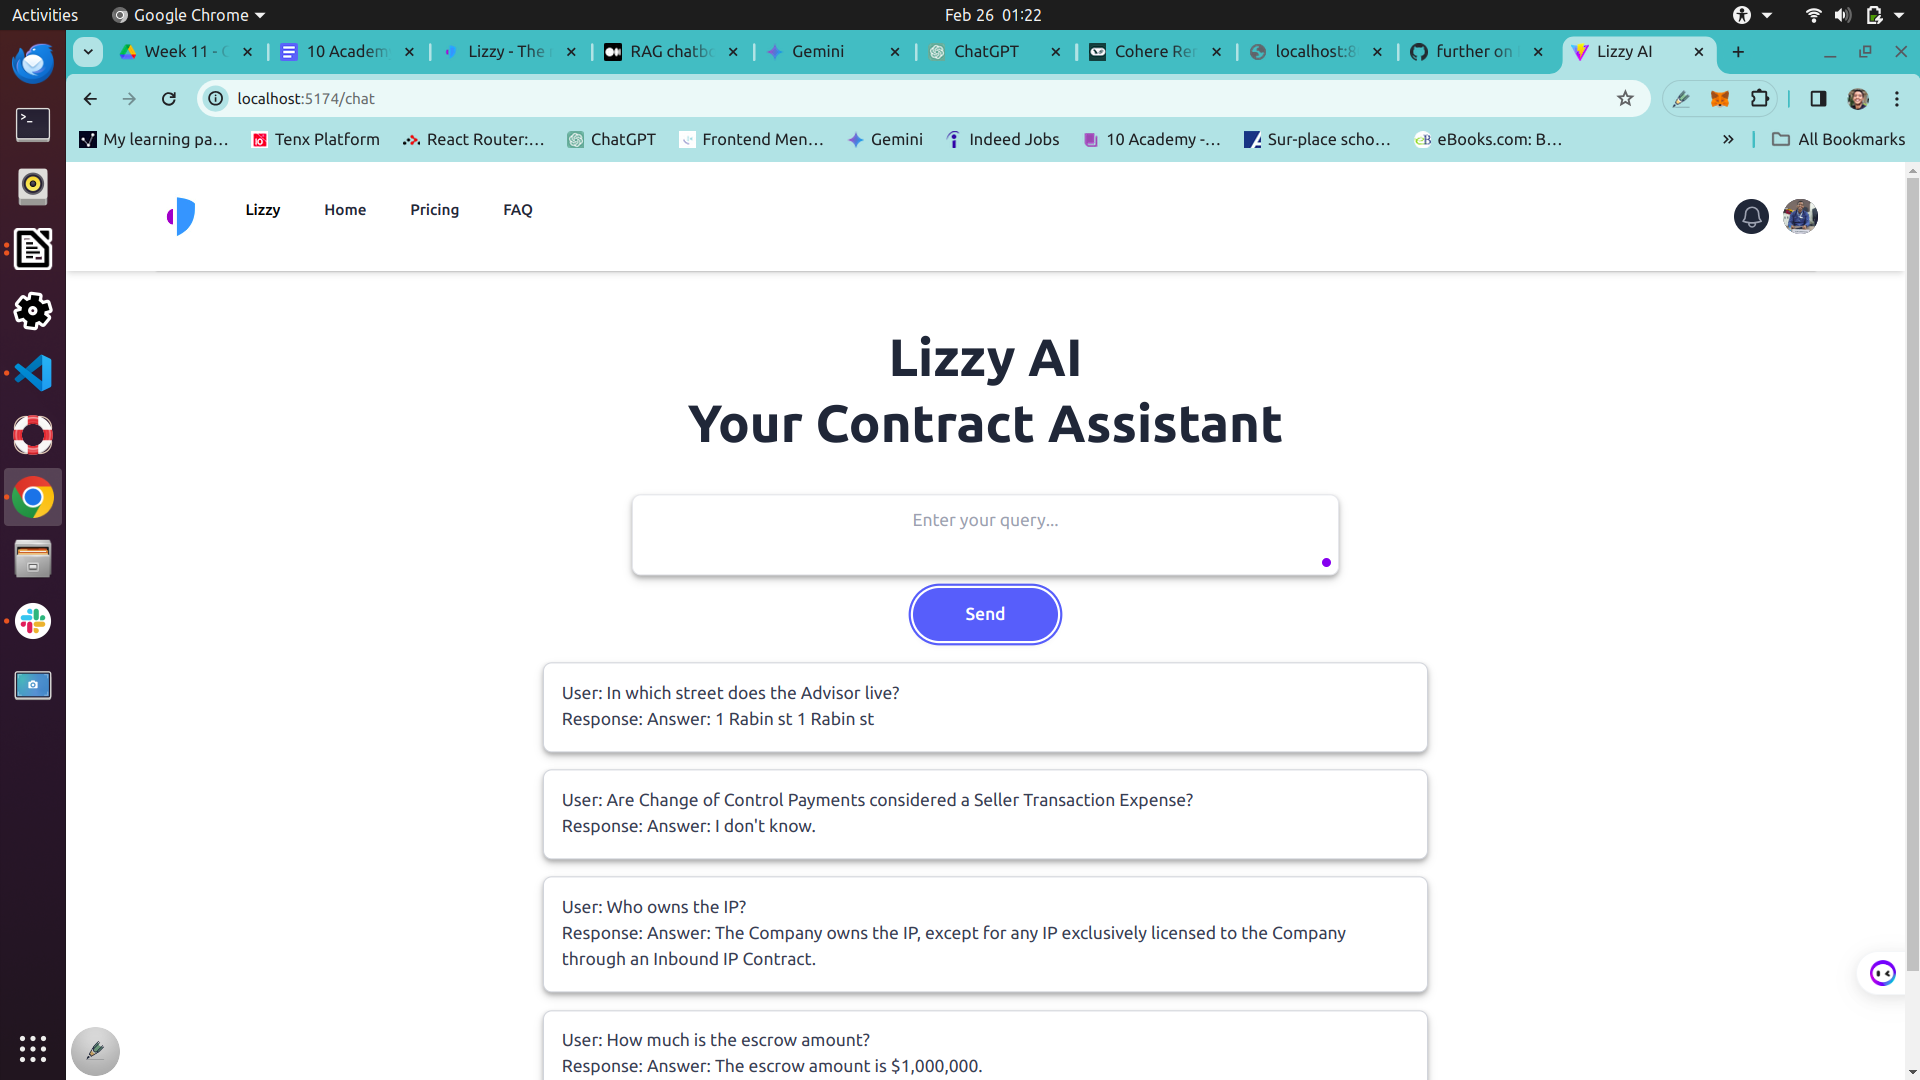 Activities
Google Chrome
Feb 26 01:22
Week 11 - C
10 Academ
Lizzy - The
RAG chatb
Gemini
ChatGPT
Cohere Re
localhost:8
further on
Lizzy AI
localhost:5174/chat
My learning pa...
Tenx Platform
React Router:...
ChatGPT
Frontend Men...
Gemini
Indeed Jobs
10 Academy -...
Sur-place scho...
eBooks.com: B...
»
All Bookmarks
Lizzy
Home
Pricing
FAQ
Lizzy AI
Your Contract Assistant
Enter your query...
Send
User: In which street does the Advisor live?
Response: Answer: 1 Rabin st 1 Rabin st
User: Are Change of Control Payments considered a Seller Transaction Expense?
Response: Answer: I don't know.
User: Who owns the IP?
Response: Answer: The Company owns the IP, except for any IP exclusively licensed to the Company
through an Inbound IP Contract.
User: How much is the escrow amount?
Response: Answer: The escrow amount is $1,000,000.